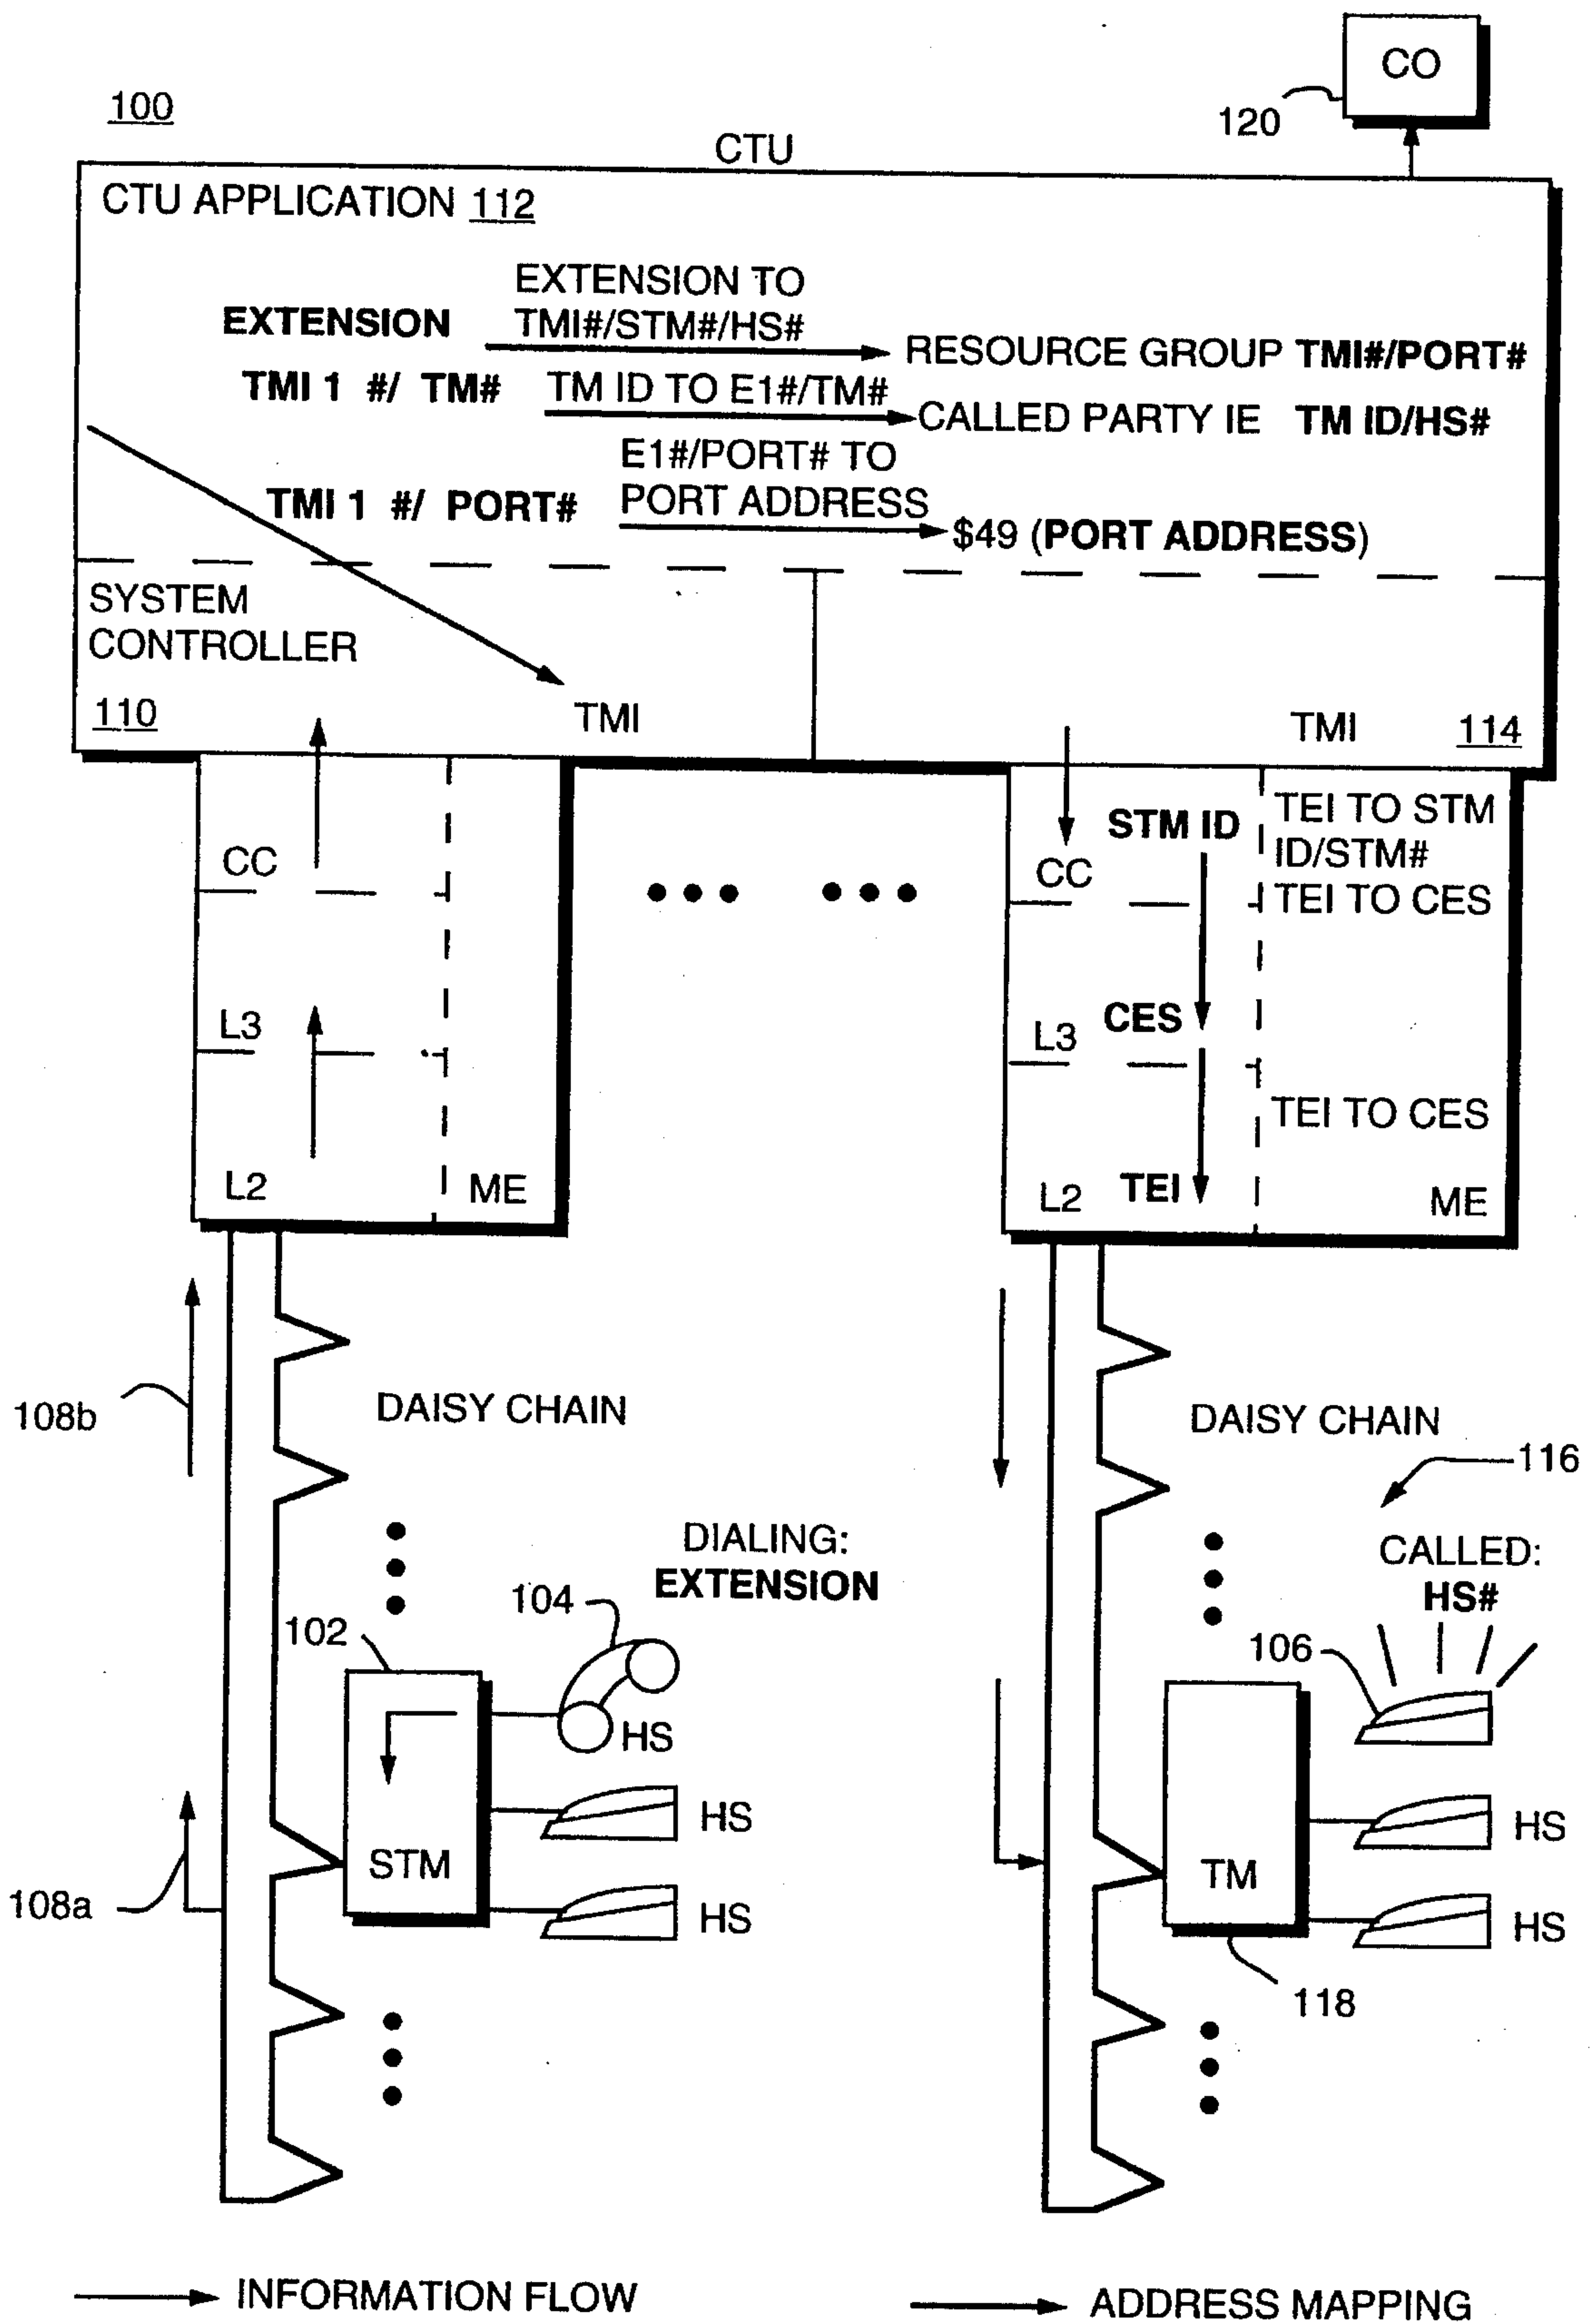 CO
100
120
CTU
CTU APPLICATION 112
EXTENSION TO
EXTENSION TMI#/STM#/HS#
RESOURCE GROUP TMI#/PORT#
TMI 1 #/ TM# TM ID TO E1#/TM#
CALLED PARTY IE TM ID/HS#
E1#/PORT# TO
TMI 1 #/ PORT# PORT ADDRESS
$49 (PORT ADDRESS)
SYSTEM
CONTROLLER
110
TMI
TMI 114
CC
L3
L2 ME
STM ID
TEI TO STM
ID/STM#
CC
TEI TO CES
CES
L3
TEI TO CES
TEI
L2 ME
108b
DAISY CHAIN
DAISY CHAIN
116
DIALING:
EXTENSION
104
102
HS
STM
HS
HS
108a
CALLED:
HS#
106
TM
HS
HS
118
INFORMATION FLOW
ADDRESS MAPPING